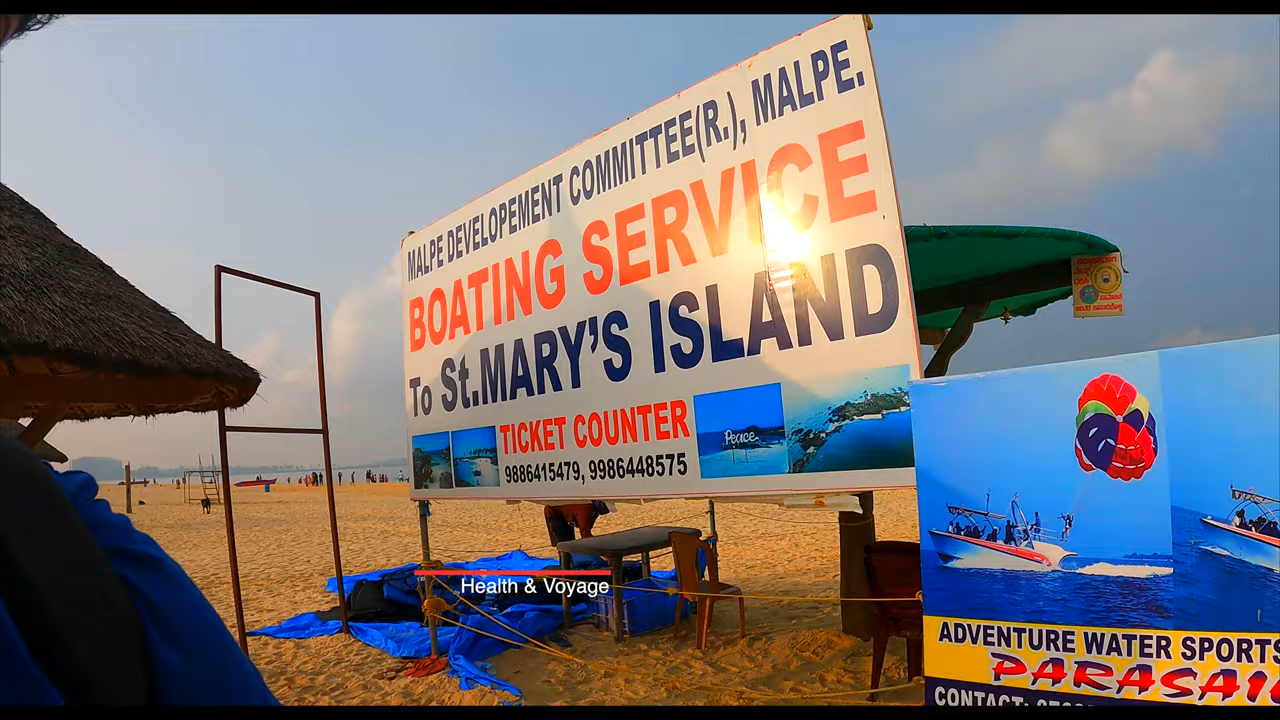 MALPE DEVELOPEMENT COMMITTEE(R.), MALPE.
BOATING SERVICE
To St.MARY'S ISLAND
TICKET COUNTER
9886415479, 9986448575
Peace
Health & Voyage
ADVENTURE WATER SPORTS
CONTACT: